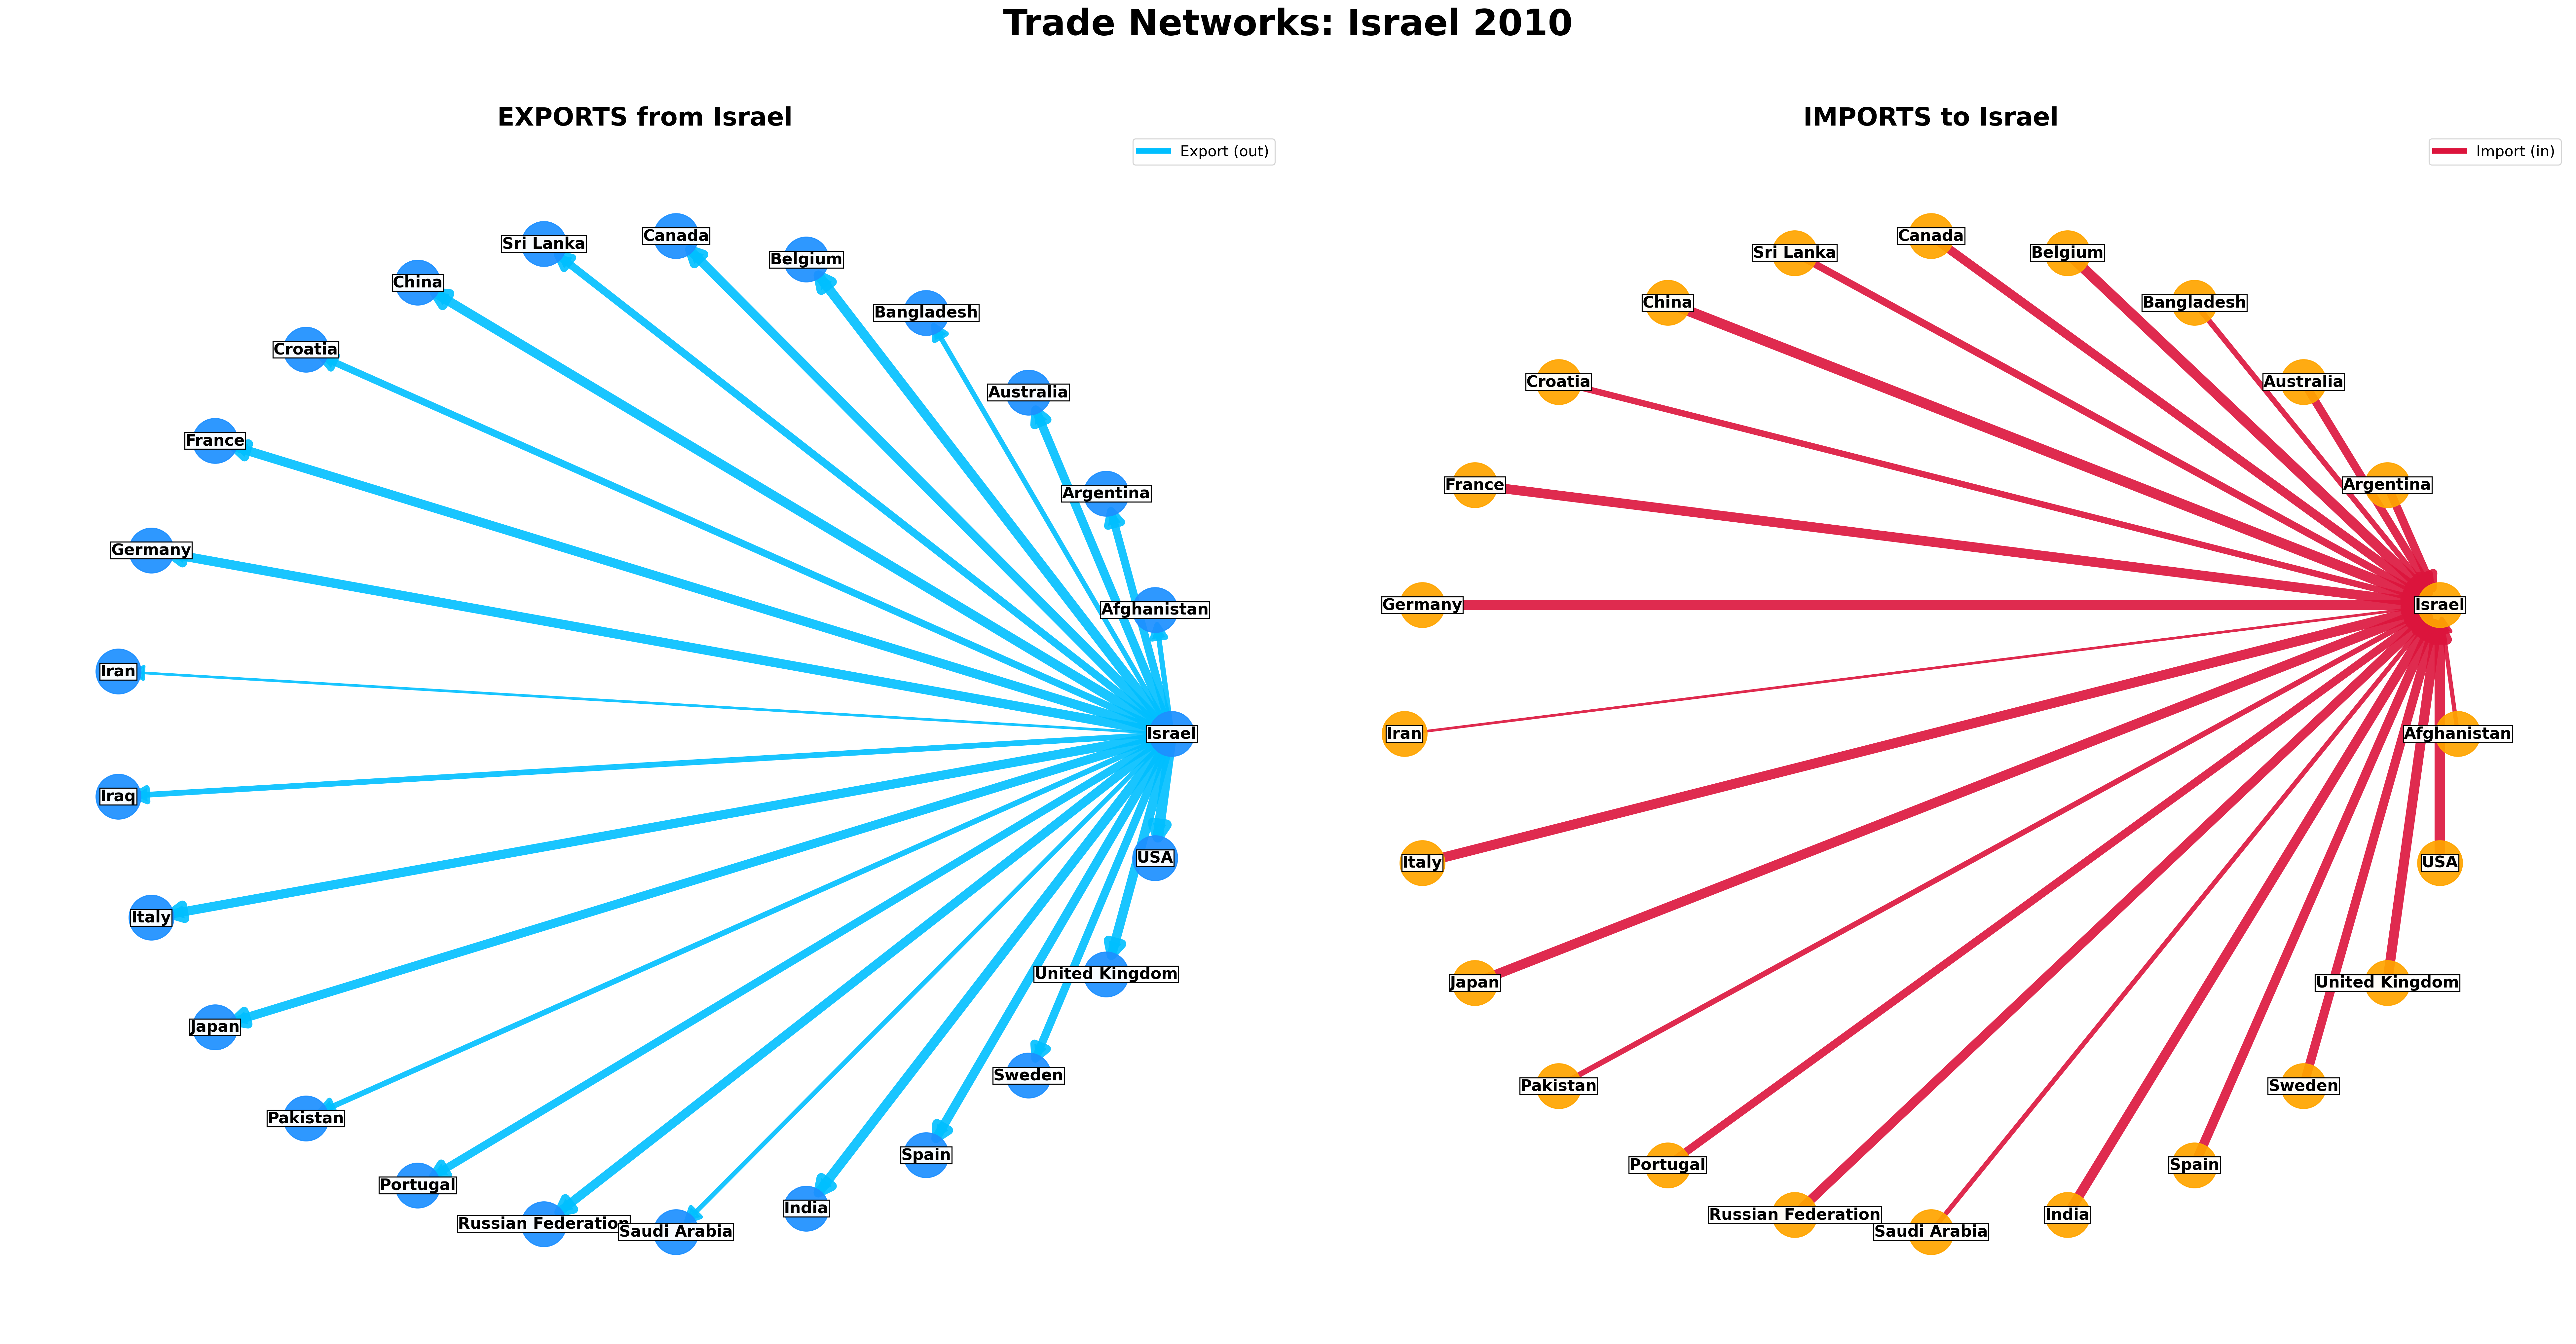 Trade Networks: Israel 2010
EXPORTS from Israel
Export (out)
Canada
Sri Lanka
Belgium
China
Bangladesh
Croatia
Australia
France
Argentina
Germany
Afghanistan
Iran
Israel
Iraq
USA
Italy
United Kingdom
Japan
Sweden
Pakistan
Spain
Portugal
India
Russian Federation
Saudi Arabia
IMPORTS to Israel
Import (in)
Canada
Sri Lanka
Belgium
China
Bangladesh
Croatia
Australia
France
Argentina
Germany
Israel
Iran
Afghanistan
Italy
USA
Japan
United Kingdom
Pakistan
Sweden
Portugal
Spain
Russian Federation
India
Saudi Arabia